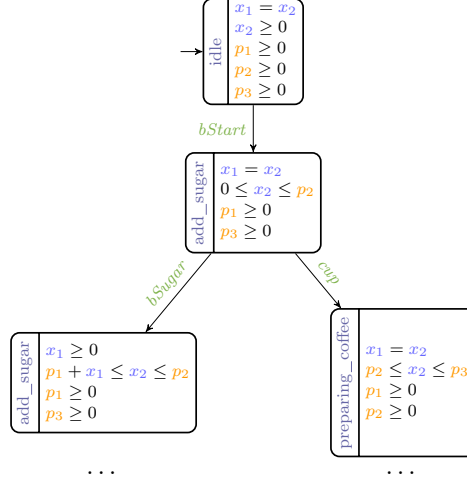 idle
x₁ = x₂
x₂ ≥ 0
p₁ ≥ 0
p₂ ≥ 0
p₃ ≥ 0
bStart
add_sugar
x₁ = x₂
0 ≤ x₂ ≤ p₂
p₁ ≥ 0
p₃ ≥ 0
bSugar
cup
add_sugar
x₁ ≥ 0
p₁ + x₁ ≤ x₂ ≤ p₂
p₁ ≥ 0
p₃ ≥ 0
preparing_coffee
x₁ = x₂
p₂ ≤ x₂ ≤ p₃
p₁ ≥ 0
p₂ ≥ 0
...
...